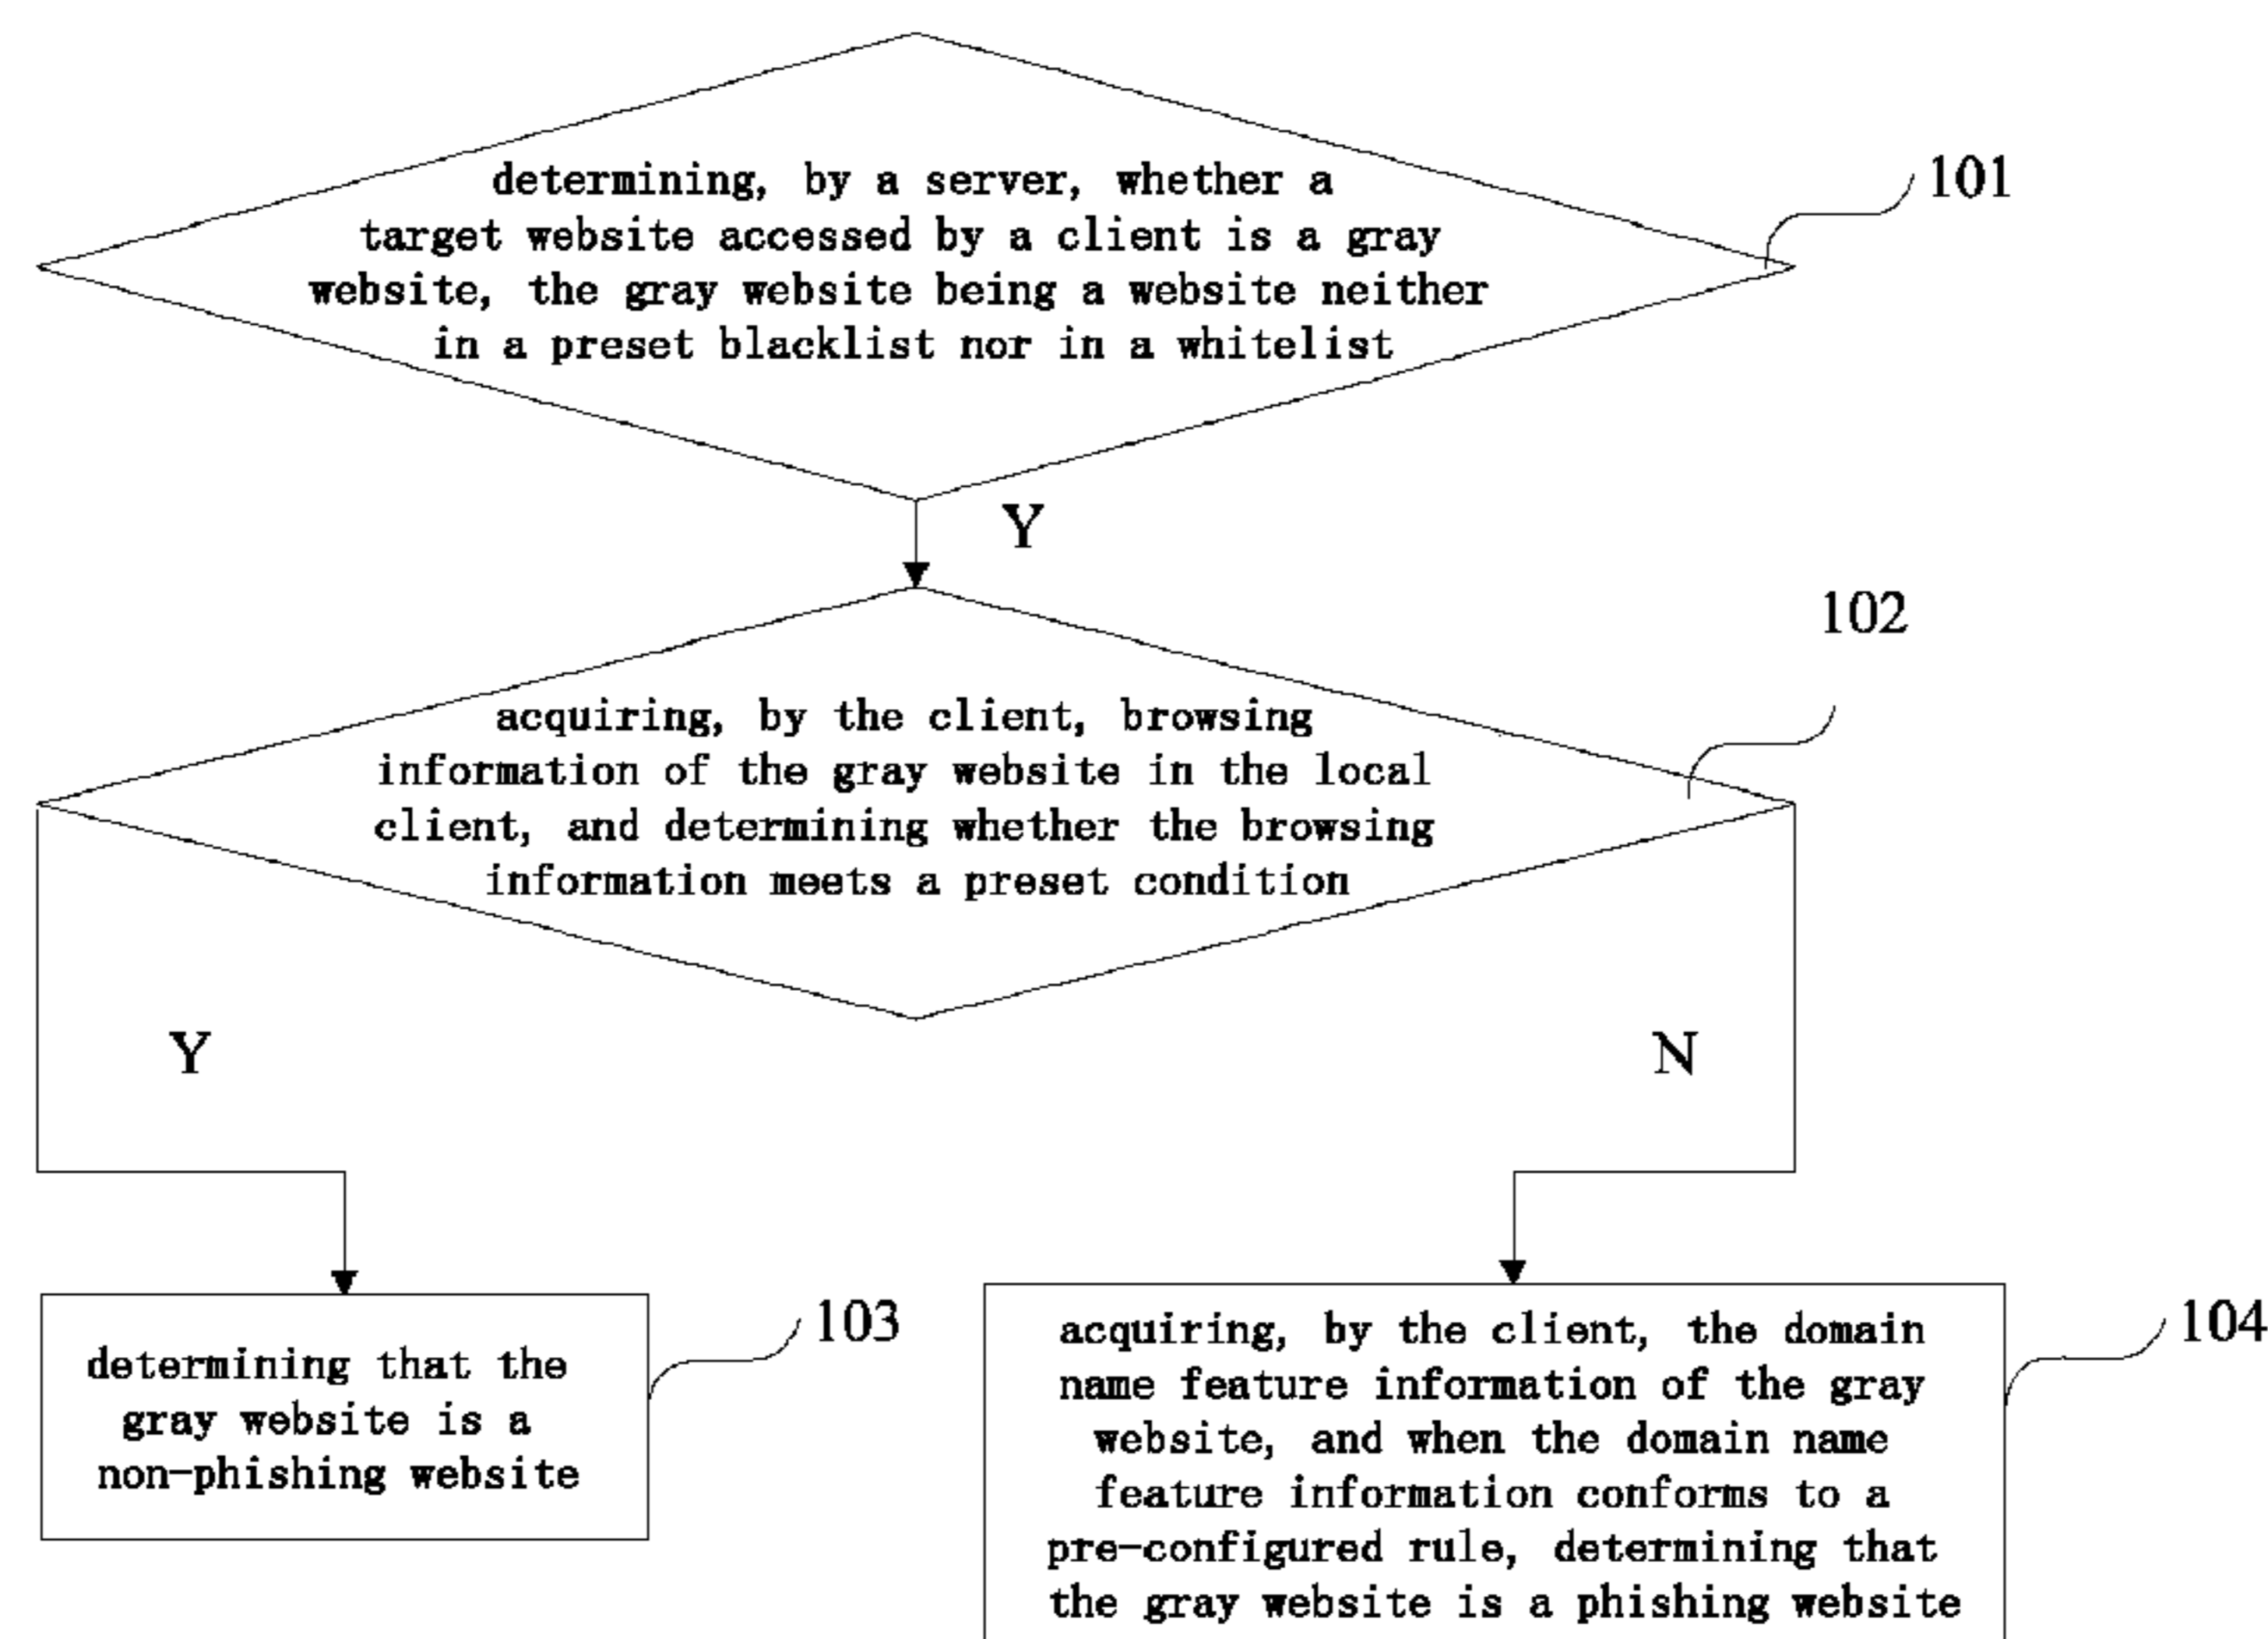 determining, by a server, whether a
target website accessed by a client is a gray
website, the gray website being a website neither
in a preset blacklist nor in a whitelist
101
Y
102
acquiring, by the client, browsing
information of the gray website in the local
client, and determining whether the browsing
information meets a preset condition
Y
N
determining that the
gray website is a
non-phishing website
103
acquiring, by the client, the domain
name feature information of the gray
website, and when the domain name
feature information conforms to a
pre-configured rule, determining that
the gray website is a phishing website
104